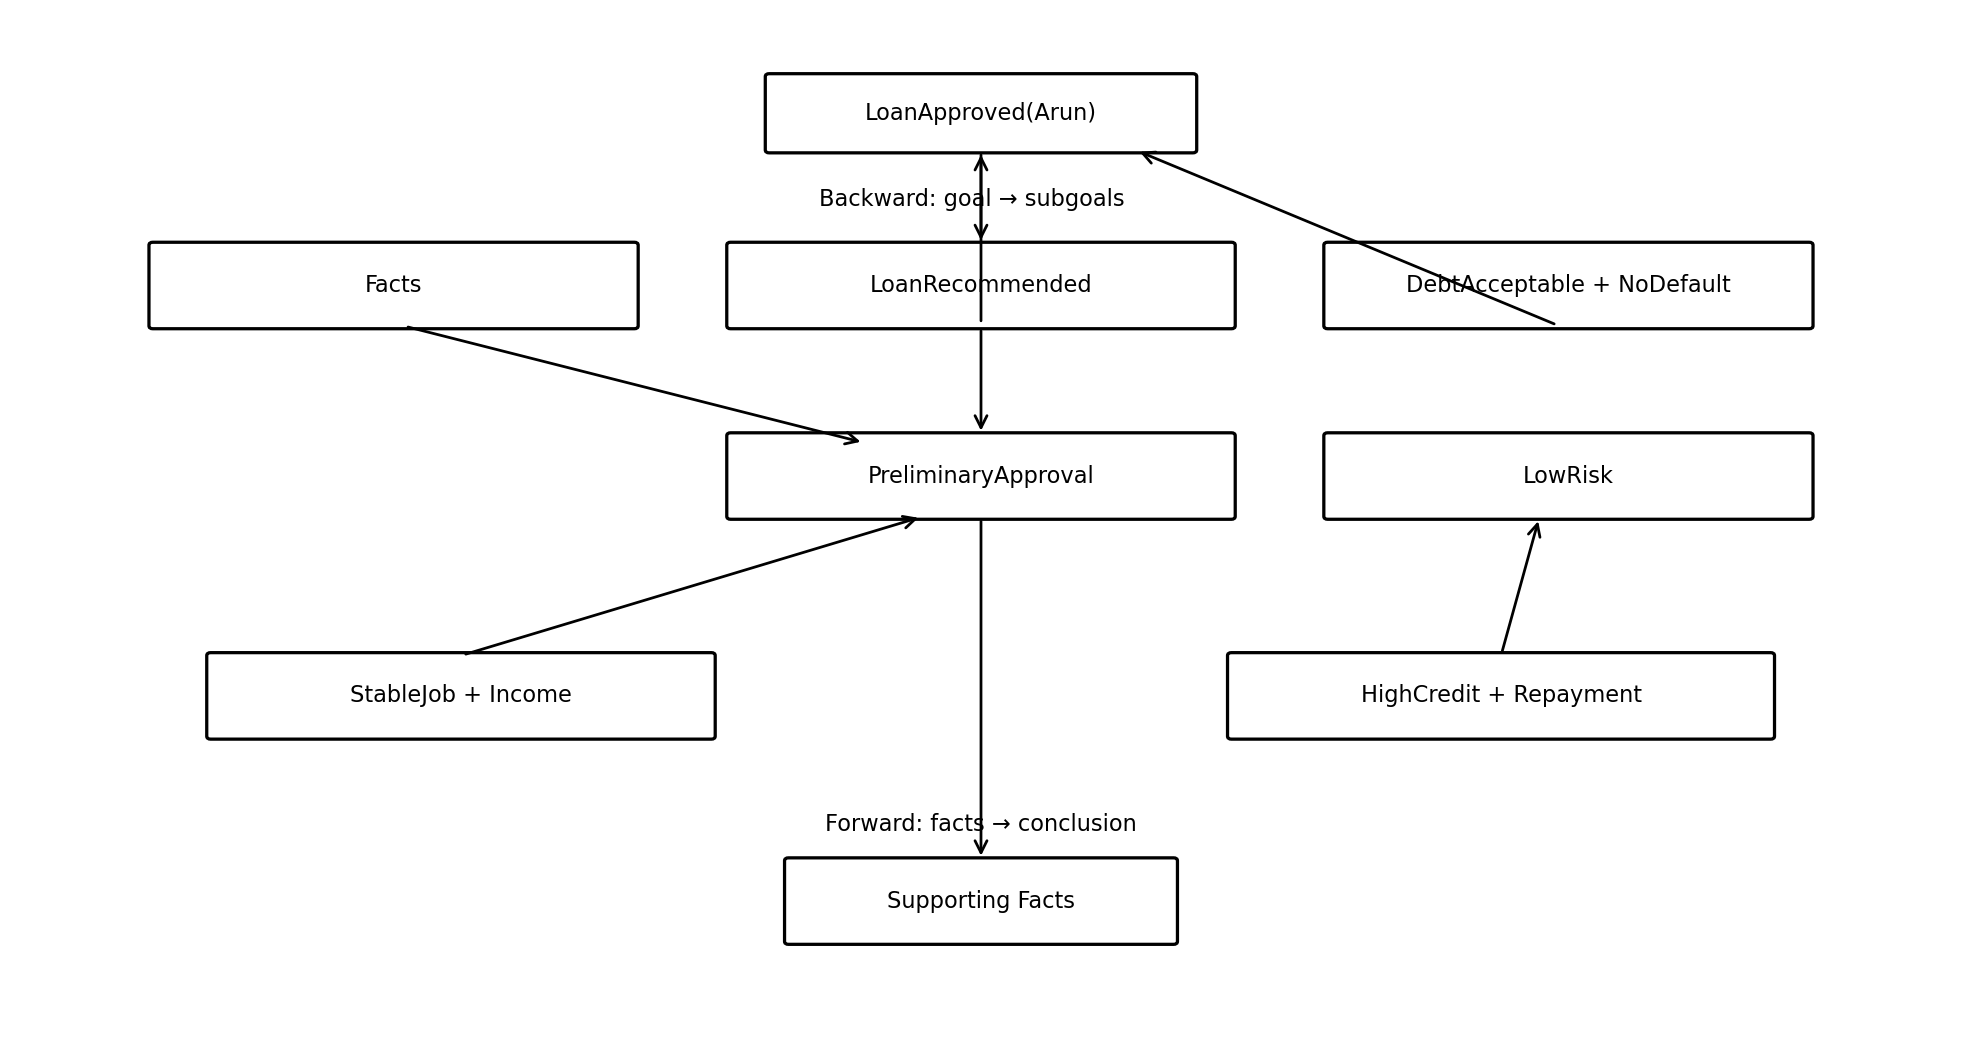 LoanApproved(Arun)
Backward: goal → subgoals
Facts
LoanRecommended
DebtAcceptable + NoDefault
PreliminaryApproval
LowRisk
StableJob + Income
HighCredit + Repayment
Forward: facts → conclusion
Supporting Facts